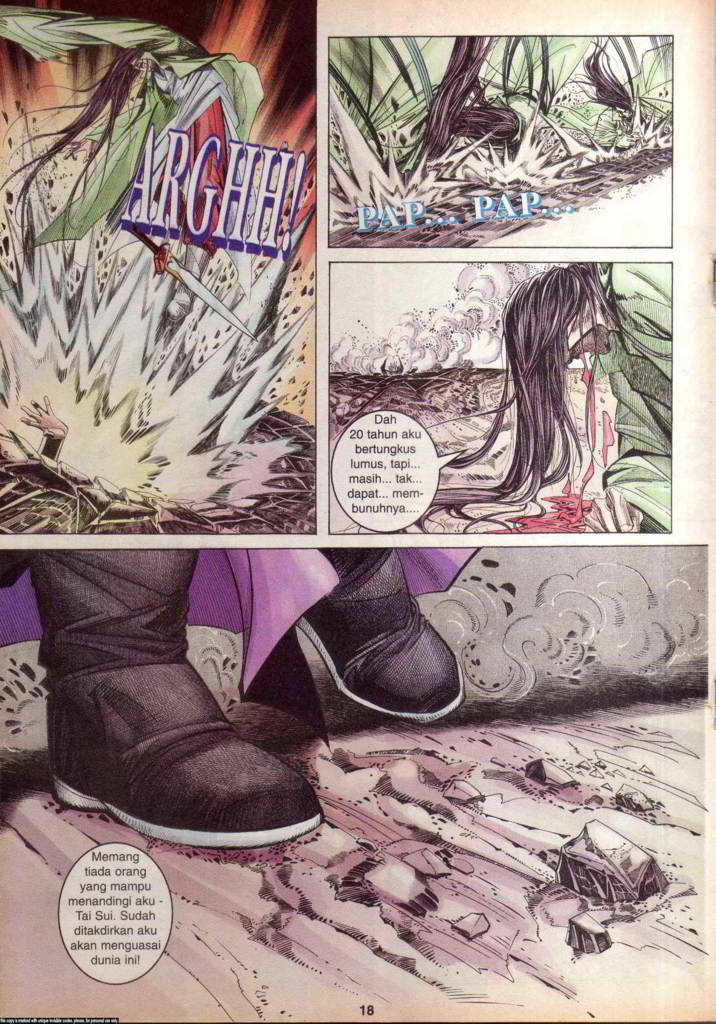 ARGHH!
PAP... PAP...
Dah
20 tahun aku
bertungkus
lumus, tapi...
masih... tak...
dapat... mem-
bunuhnya....
Memang
tiada orang
yang mampu
menandingi aku -
Tai Sui. Sudah
ditakdirkan aku
akan menguasai
dunia ini!
18
this copy is marked with unique invisible codes, please, for personal use only.